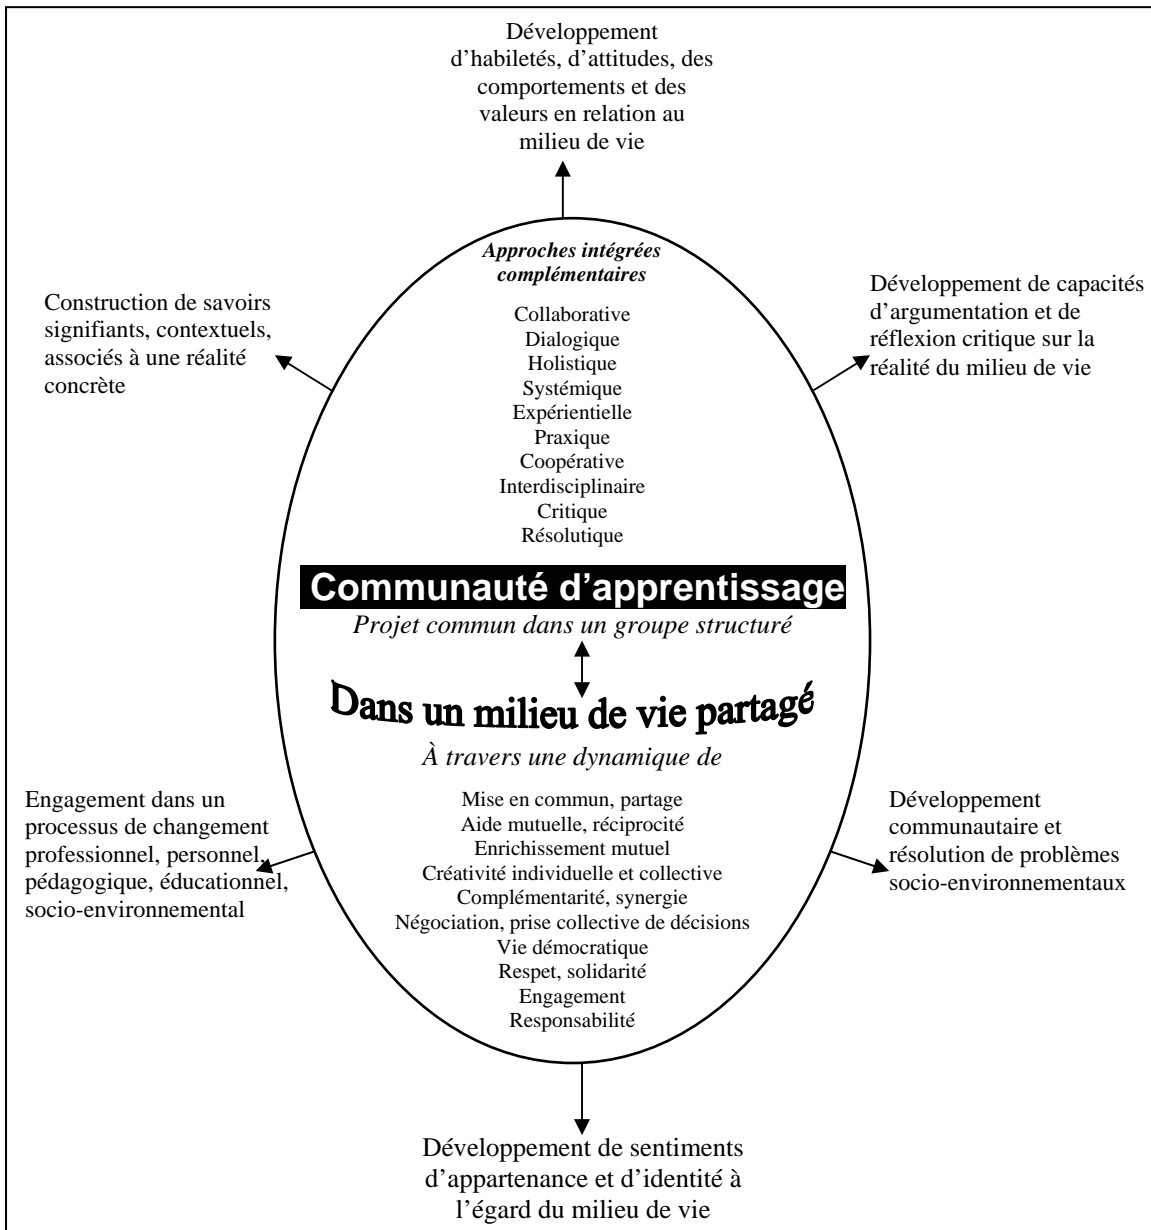 Développement
d’habiletés, d’attitudes, des
comportements et des
valeurs en relation au
milieu de vie
Approches intégrées
complémentaires
Construction de savoirs
signifiants, contextuels,
associés à une réalité
concrète
Développement de capacités
d’argumentation et de
réflexion critique sur la
réalité du milieu de vie
Collaborative
Dialogique
Holistique
Systémique
Expérientielle
Praxique
Coopérative
Interdisciplinaire
Critique
Résolutique
Communauté d’apprentissage
Projet commun dans un groupe structuré
Dans un milieu de vie partagé
À travers une dynamique de
Engagement dans un
processus de changement
professionnel, personnel,
pédagogique, éducationnel,
socio-environnemental
Mise en commun, partage
Aide mutuelle, réciprocité
Enrichissement mutuel
Créativité individuelle et collective
Complémentarité, synergie
Négociation, prise collective de décisions
Vie démocratique
Respet, solidarité
Engagement
Responsabilité
Développement
communautaire et
résolution de problèmes
socio-environnementaux
Développement de sentiments
d’appartenance et d’identité à
l’égard du milieu de vie